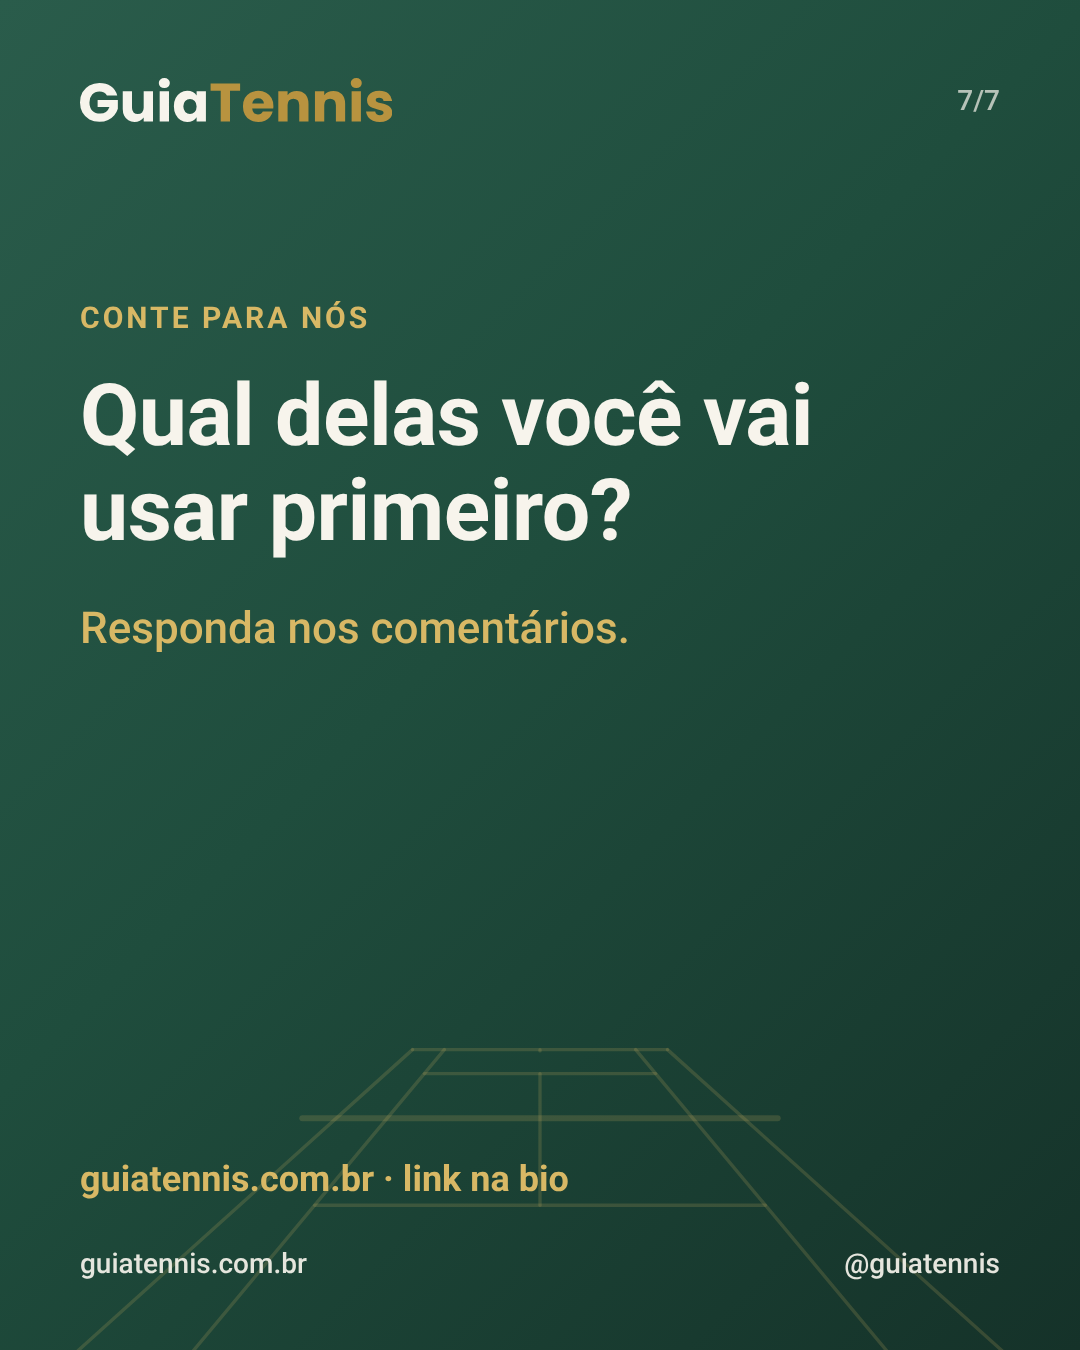 GuiaTennis
7/7
CONTE PARA NÓS
Qual delas você vai
usar primeiro?
Responda nos comentários.
guiatennis.com.br · link na bio
guiatennis.com.br
@guiatennis